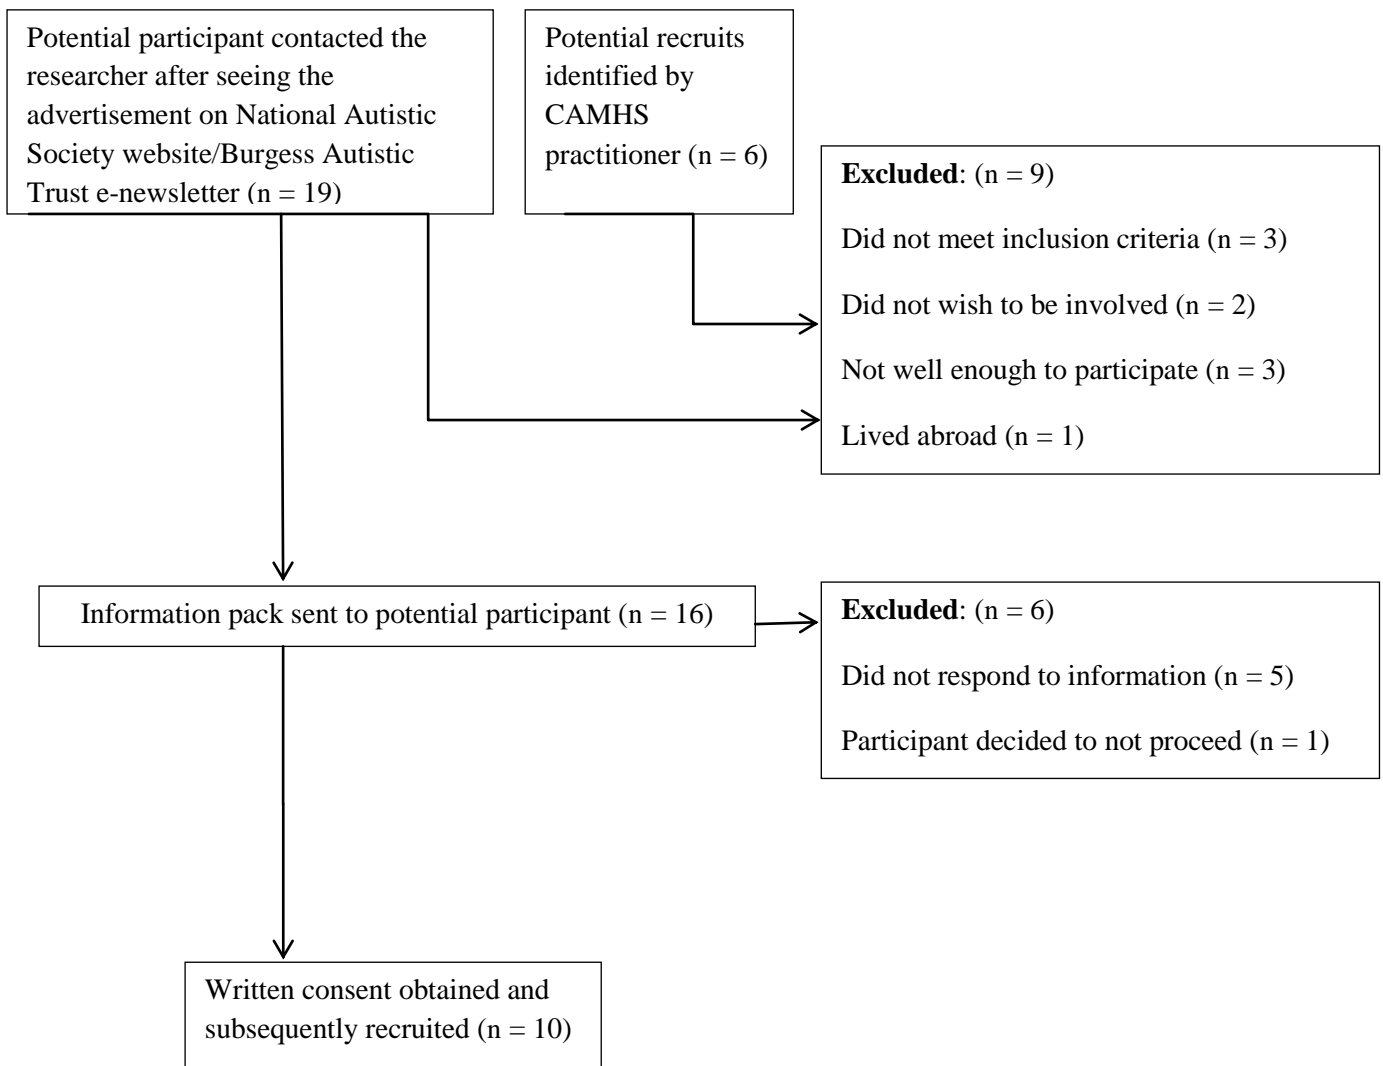 Potential participant contacted the
researcher after seeing the
advertisement on National Autistic
Society website/Burgess Autistic
Trust e-newsletter (n = 19)
Potential recruits
identified by
CAMHS
practitioner (n = 6)
Excluded: (n = 9)
Did not meet inclusion criteria (n = 3)
Did not wish to be involved (n = 2)
Not well enough to participate (n = 3)
Lived abroad (n = 1)
Information pack sent to potential participant (n = 16)
Excluded: (n = 6)
Did not respond to information (n = 5)
Participant decided to not proceed (n = 1)
Written consent obtained and
subsequently recruited (n = 10)